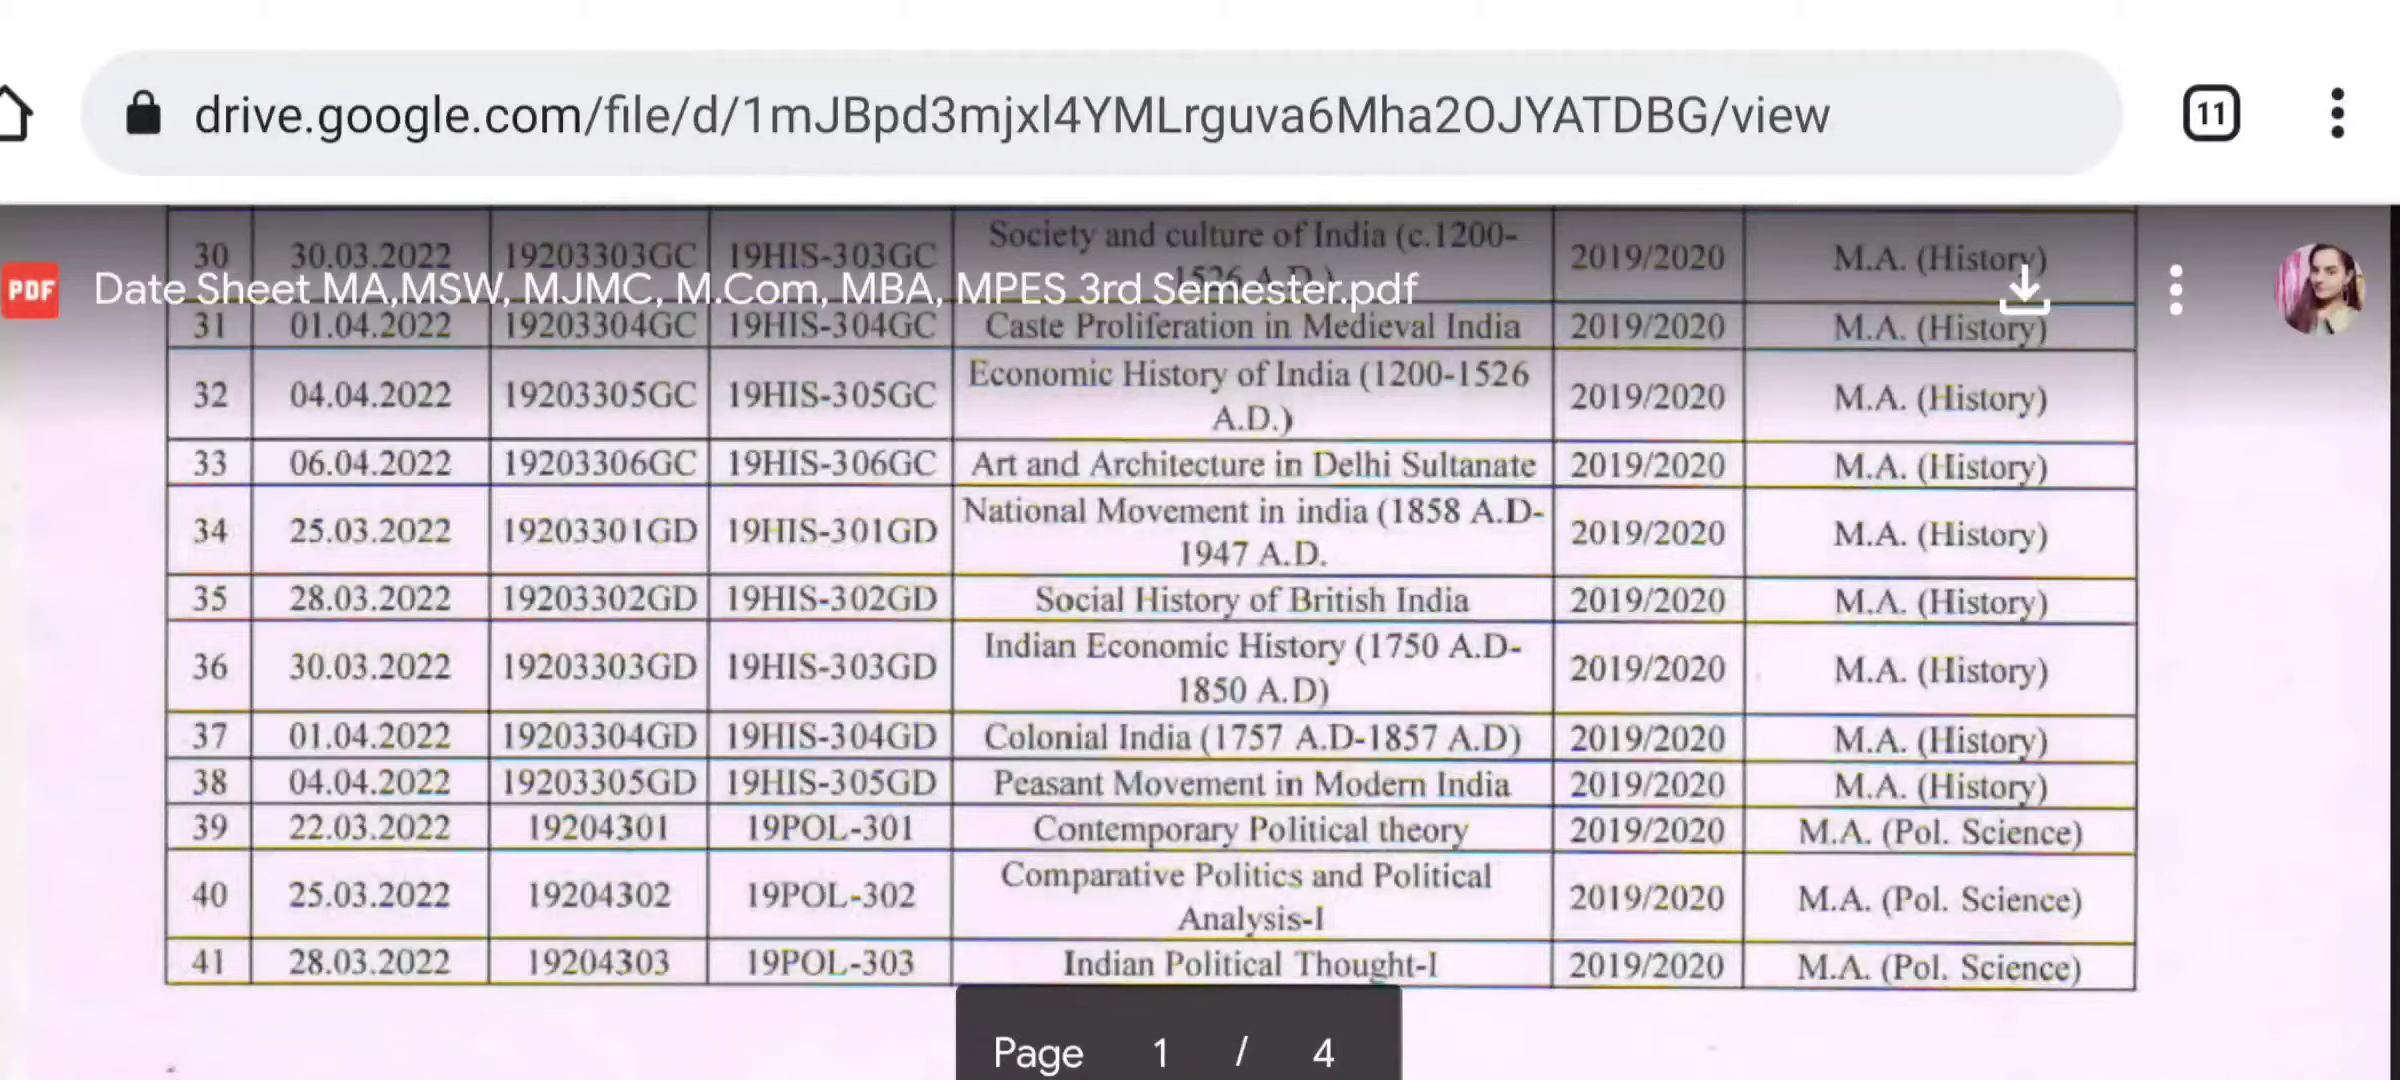 drive.google.com/file/d/1mJBpd3mjxl4YMLrguva6Mha2OJYATDBG/view
11
PDF Date Sheet MA,MSW, MJMC, M.Com, MBA, MPES 3rd Semester.pdf
30 30.03.2022 19203303GC 19HIS-303GC Society and culture of India (c.1200-
1526 A.D.) 2019/2020 M.A. (History)
31 01.04.2022 19203304GC 19HIS-304GC Caste Proliferation in Medieval India 2019/2020 M.A. (History)
32 04.04.2022 19203305GC 19HIS-305GC Economic History of India (1200-1526
A.D.) 2019/2020 M.A. (History)
33 06.04.2022 19203306GC 19HIS-306GC Art and Architecture in Delhi Sultanate 2019/2020 M.A. (History)
34 25.03.2022 19203301GD 19HIS-301GD National Movement in india (1858 A.D-
1947 A.D. 2019/2020 M.A. (History)
35 28.03.2022 19203302GD 19HIS-302GD Social History of British India 2019/2020 M.A. (History)
36 30.03.2022 19203303GD 19HIS-303GD Indian Economic History (1750 A.D-
1850 A.D) 2019/2020 M.A. (History)
37 01.04.2022 19203304GD 19HIS-304GD Colonial India (1757 A.D-1857 A.D) 2019/2020 M.A. (History)
38 04.04.2022 19203305GD 19HIS-305GD Peasant Movement in Modern India 2019/2020 M.A. (History)
39 22.03.2022 19204301 19POL-301 Contemporary Political theory 2019/2020 M.A. (Pol. Science)
40 25.03.2022 19204302 19POL-302 Comparative Politics and Political
Analysis-I 2019/2020 M.A. (Pol. Science)
41 28.03.2022 19204303 19POL-303 Indian Political Thought-I 2019/2020 M.A. (Pol. Science)
Page 1 / 4